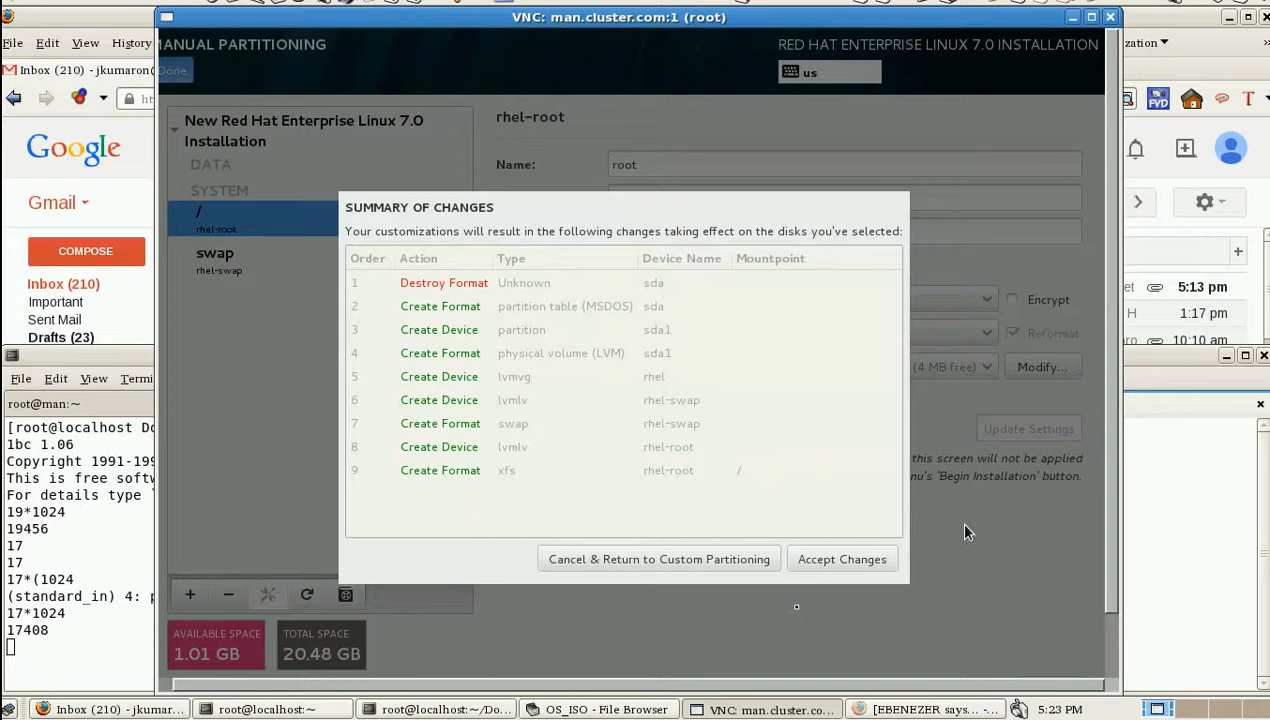 VNC: man.cluster.com:1 (root)
File Edit View History
ization
MANUAL PARTITIONING
RED HAT ENTERPRISE LINUX 7.0 INSTALLATION
Inbox (210) - jkumaron
Done
us
FVD
T
Google
Gmail
COMPOSE
Inbox (210)
Important
Sent Mail
Drafts (23)
New Red Hat Enterprise Linux 7.0
Installation
DATA
SYSTEM
/
rhel-root
swap
rhel-swap
rhel-root
Name:
root
SUMMARY OF CHANGES
Your customizations will result in the following changes taking effect on the disks you've selected:
Order Action Type Device Name Mountpoint
1 Destroy Format Unknown sda
2 Create Format partition table (MSDOS) sda
3 Create Device partition sda1
4 Create Format physical volume (LVM) sda1
5 Create Device lvmvg rhel
6 Create Device lvmlv rhel-swap
7 Create Format swap rhel-swap
8 Create Device lvmlv rhel-root
9 Create Format xfs rhel-root /
Cancel & Return to Custom Partitioning
Accept Changes
Encrypt
Reformat
(4 MB free)
Modify...
Update Settings
this screen will not be applied
nu's 'Begin Installation' button.
AVAILABLE SPACE
1.01 GB
TOTAL SPACE
20.48 GB
et 5:13 pm
H 1:17 pm
10:10 am
File Edit View Termi
root@man:~
[root@localhost Do
1bc 1.06
Copyright 1991-199
This is free softw
For details type `
19*1024
19456
17
17
17*(1024
(standard_in) 4: p
17*1024
17408
Inbox (210) - jkumar...
root@localhost:~
root@localhost:~/Do...
OS_ISO - File Browser
VNC: man.cluster.co...
[EBENEZER says... -...
5:23 PM